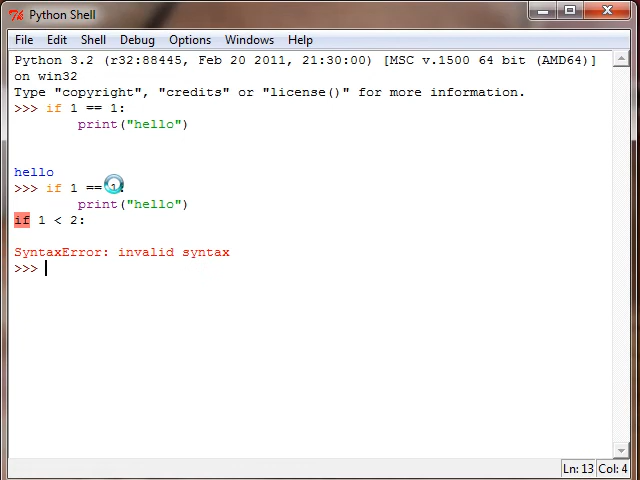 Python Shell
File Edit Shell Debug Options Windows Help
Python 3.2 (r32:88445, Feb 20 2011, 21:30:00) [MSC v.1500 64 bit (AMD64)]
on win32
Type "copyright", "credits" or "license()" for more information.
>>> if 1 == 1:
        print("hello")
hello
>>> if 1 == 1:
        print("hello")
if 1 < 2:
SyntaxError: invalid syntax
>>>
Ln: 13 Col: 4